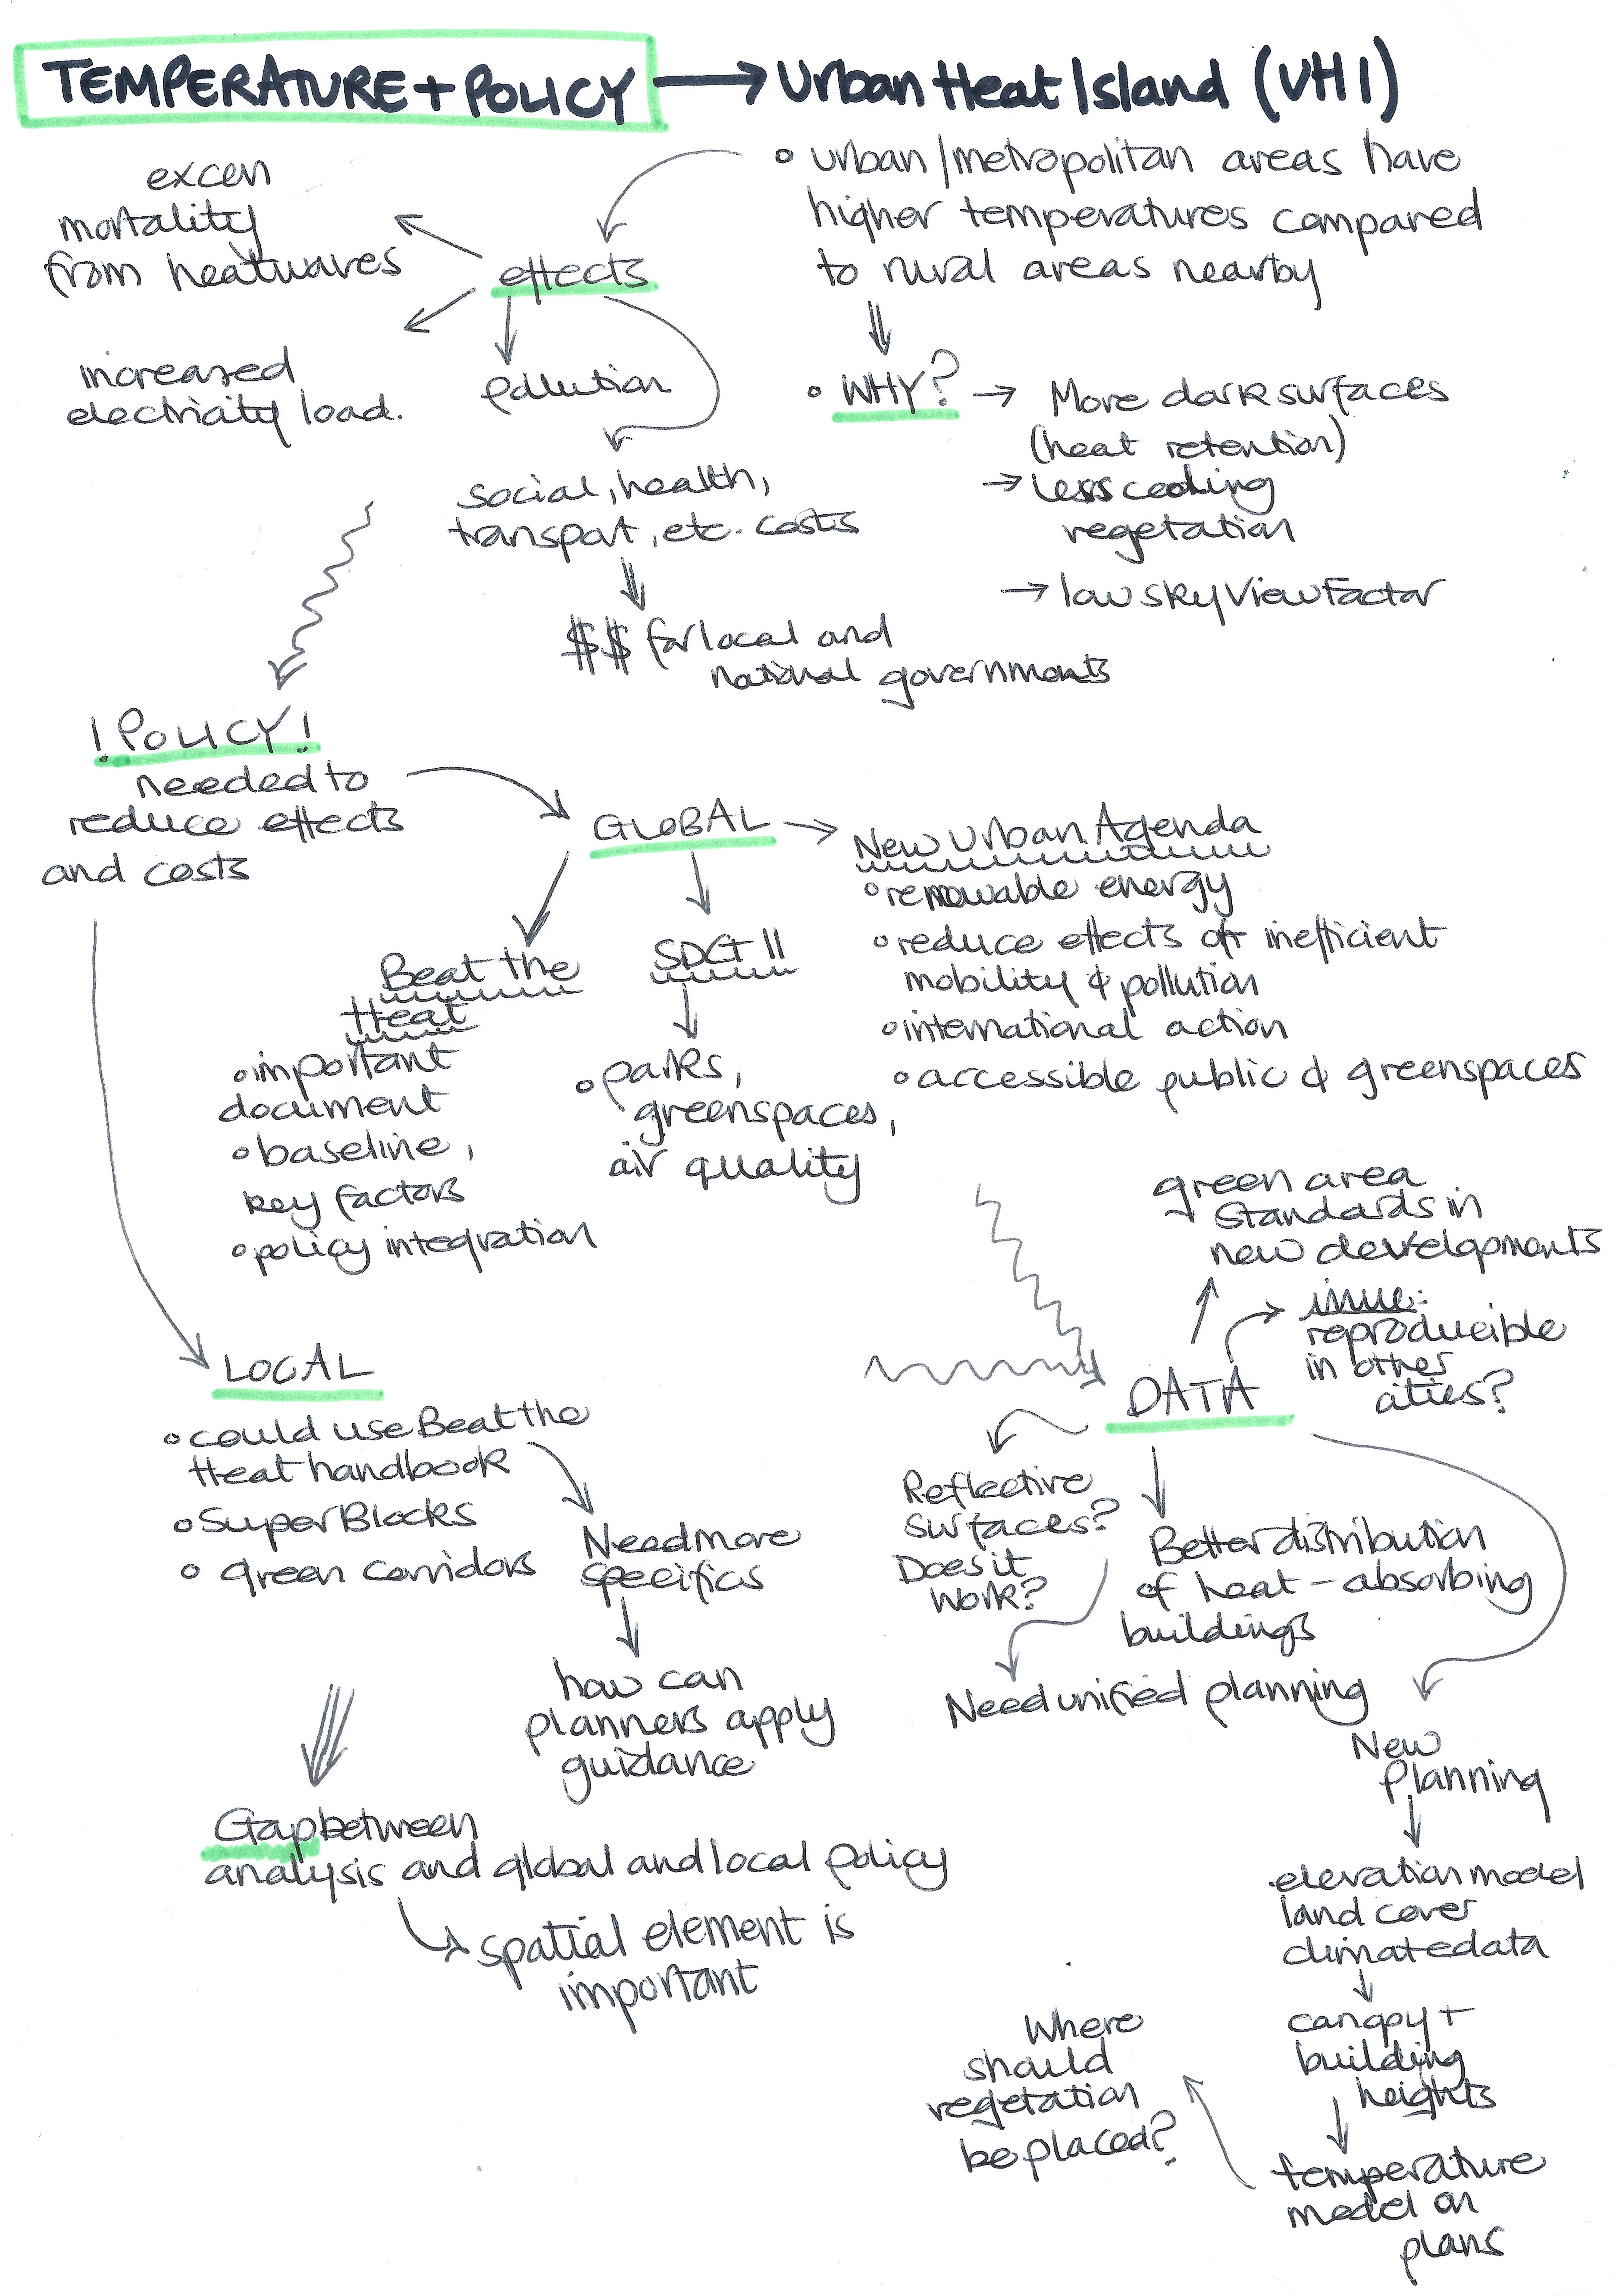 TEMPERATURE + POLICY → Urban Heat Island (UHI)
• urban/metropolitan areas have
higher temperatures compared
to rural areas nearby
effects
excess
mortality
from heatwaves
increased
electricity load.
pollution
social, health,
transport, etc. costs
$$ for local and
national governments
• WHY? → More dark surfaces
(heat retention)
→ less cooling
vegetation
→ low sky View Factor
! POLICY !
needed to
reduce effects
and costs
GLOBAL →
New Urban Agenda
• renewable energy
• reduce effects of inefficient
mobility & pollution
• international action
• accessible public & greenspaces
SDG 11
• parks,
greenspaces,
air quality
Beat the
Heat
• important
document
• baseline,
key factors
• policy integration
LOCAL
• could use Beat the
Heat handbook
• SuperBlocks
• green corridors
Need more
specifics
how can
planners apply
guidance
Gap between
analysis and global and local policy
spatial element is
important
DATA
green area
standards in
new developments
issue:
reproducible
in other
cities?
Reflective
surfaces?
Does it
work?
Better distribution
of heat-absorbing
buildings
Need unified planning
New
Planning
elevation model
land cover
climate data
canopy +
building
heights
temperature
model on
plans
Where
should
vegetation
be placed?